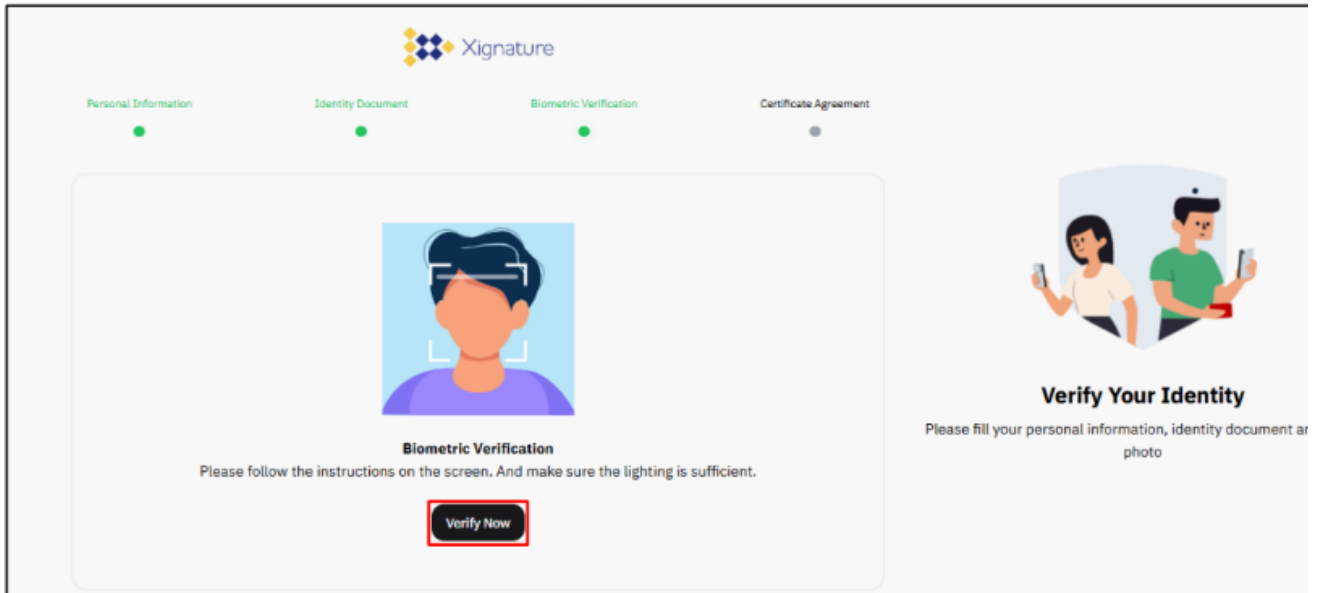 Xignature
Personal Information
Identity Document
Biometric Verification
Certificate Agreement
Biometric Verification
Please follow the instructions on the screen. And make sure the lighting is sufficient.
Verify Now
Verify Your Identity
Please fill your personal information, identity document
photo